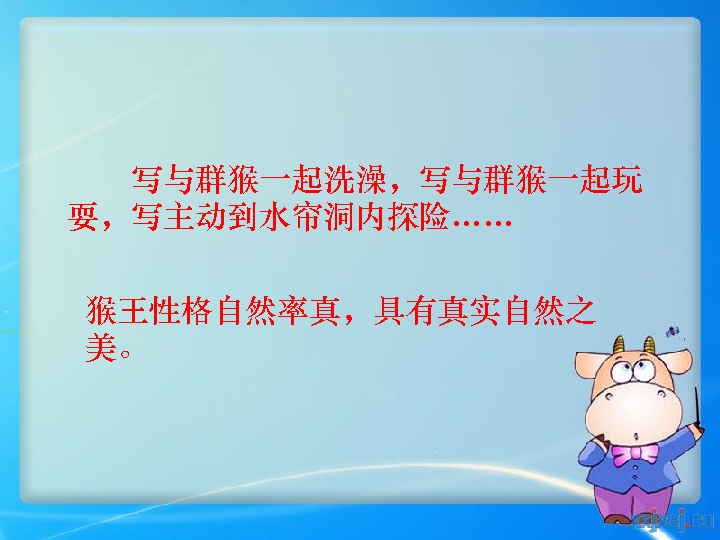 写与群猴一起洗澡，写与群猴一起玩
耍，写主动到水帘洞内探险……
猴王性格自然率真，具有真实自然之
美。